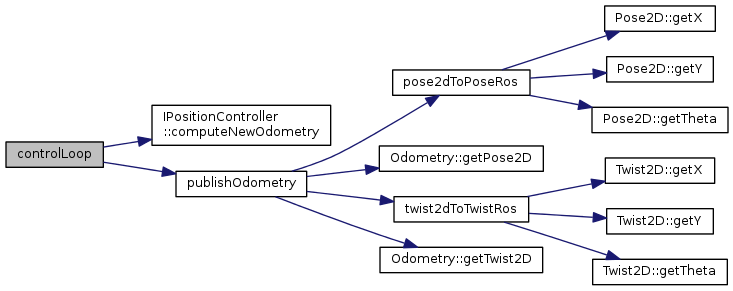 controlLoop
IPositionController
::computeNewOdometry
publishOdometry
pose2dToPoseRos
Pose2D::getX
Pose2D::getY
Pose2D::getTheta
Odometry::getPose2D
twist2dToTwistRos
Twist2D::getX
Twist2D::getY
Twist2D::getTheta
Odometry::getTwist2D